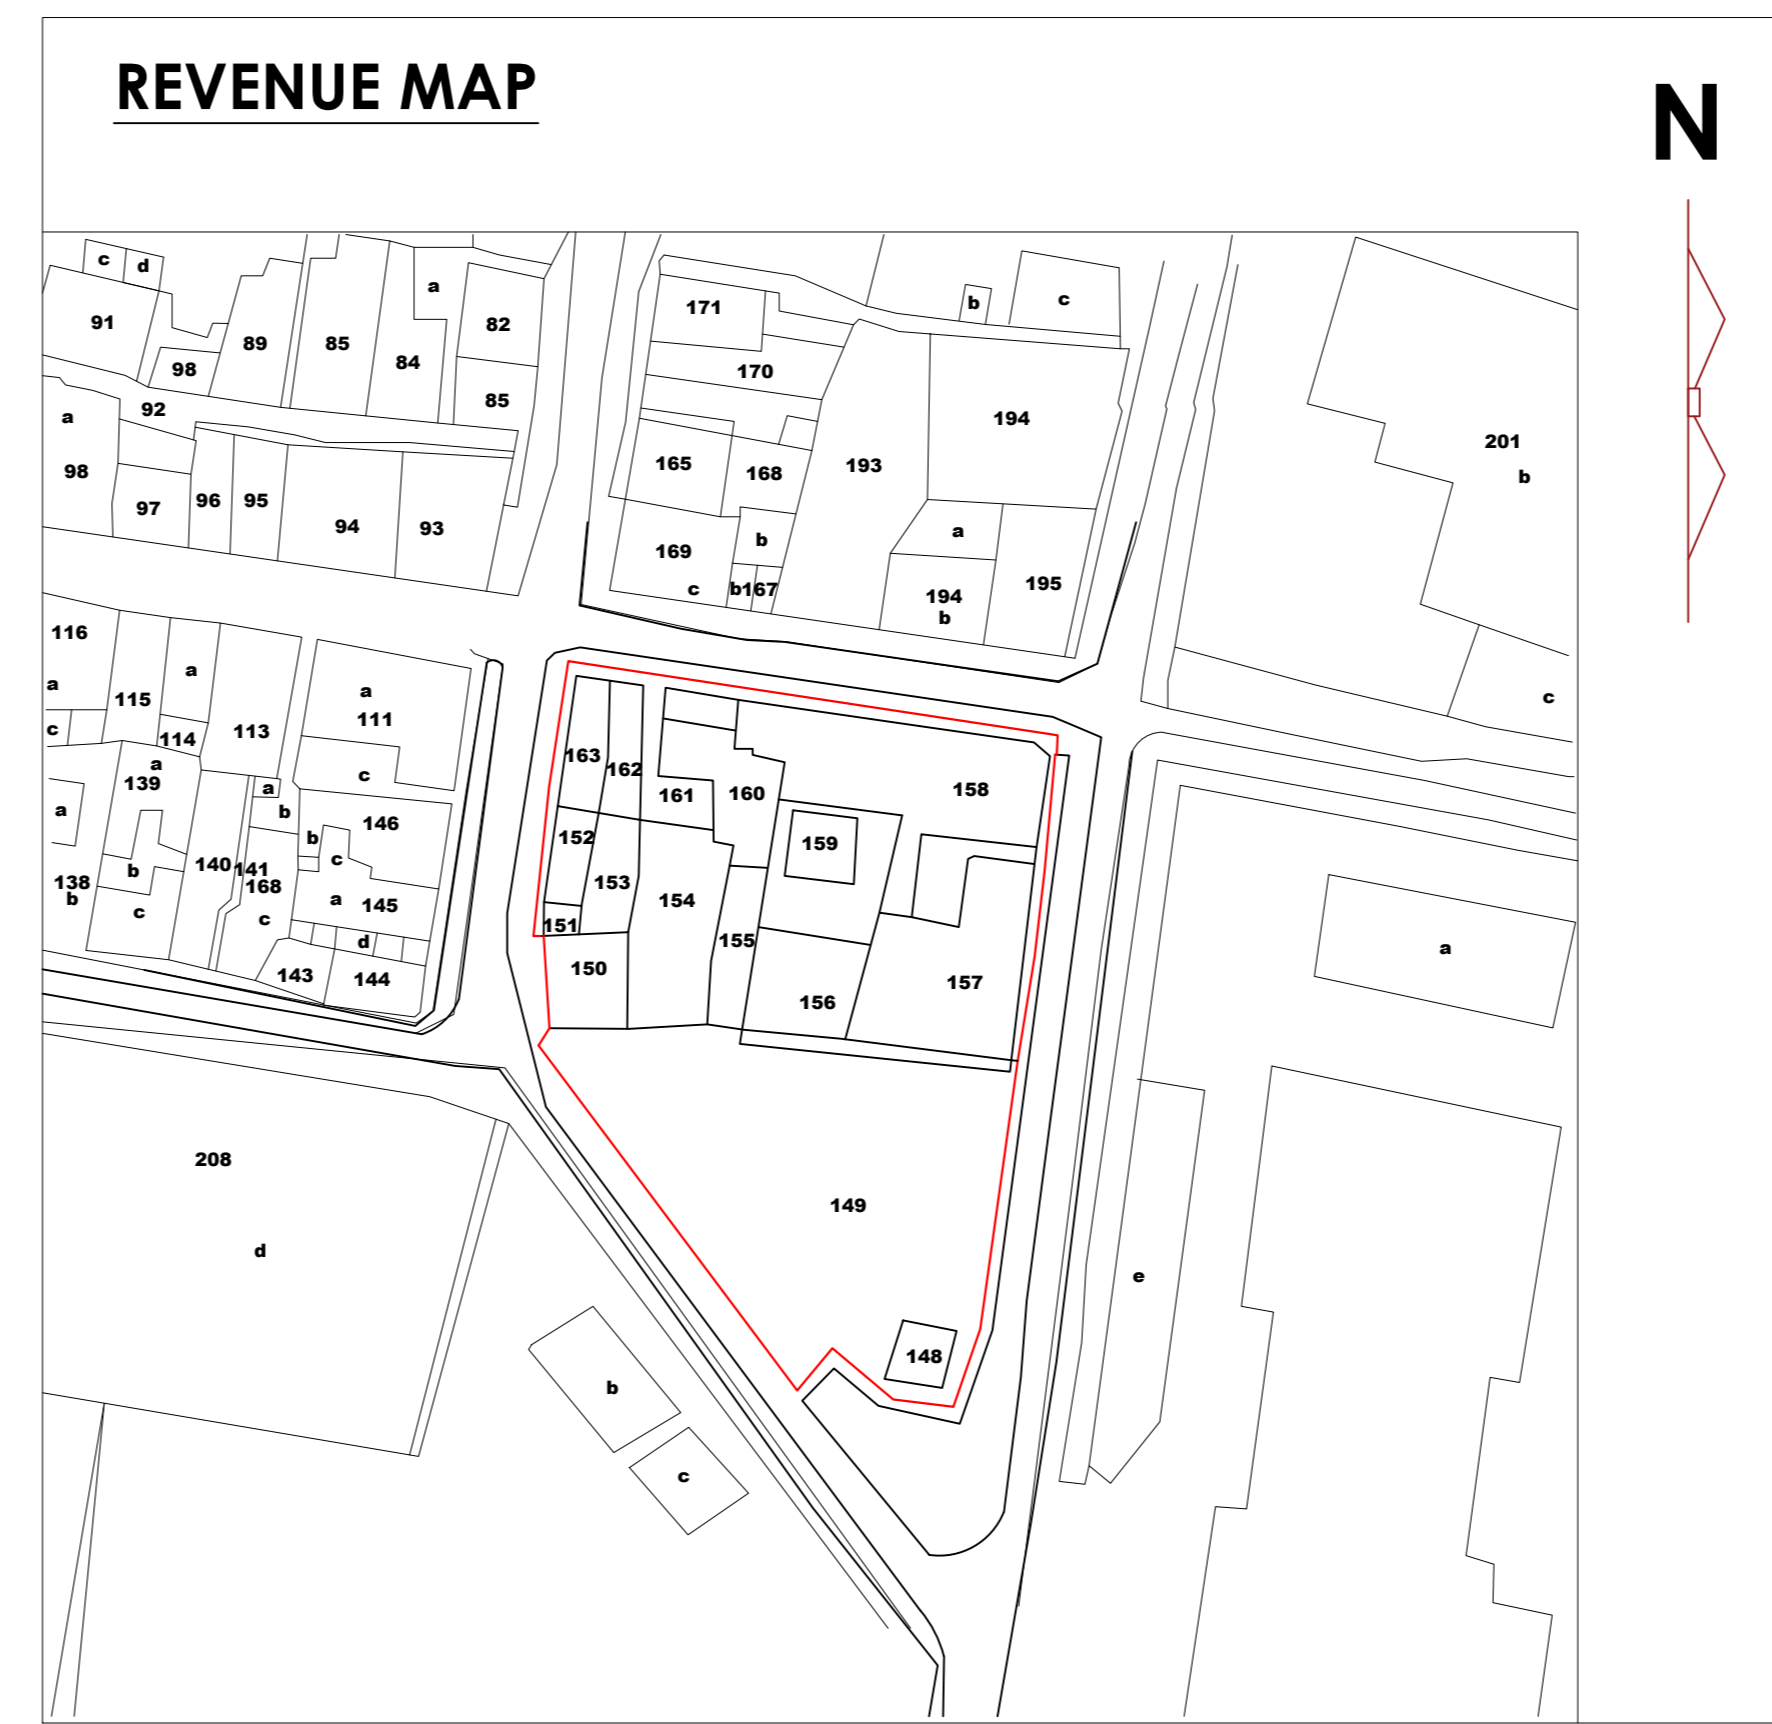 REVENUE MAP
N
c d
a
b c
91
82
171
89 85
84
98
170
92
85
a
194
98
201
b
165
168
193
97
96 95
94 93
a
b
169
195
c
b 167
194
b
116
a
a
115
a
111
c
c
114
113
163
162
a
139
c
161
160
158
a
a
b
146
b
159
152
140
141
c
b
138
b
168
153
a
145
154
c
c
151
155
d
a
150
143
144
157
156
208
149
d
e
148
b
c